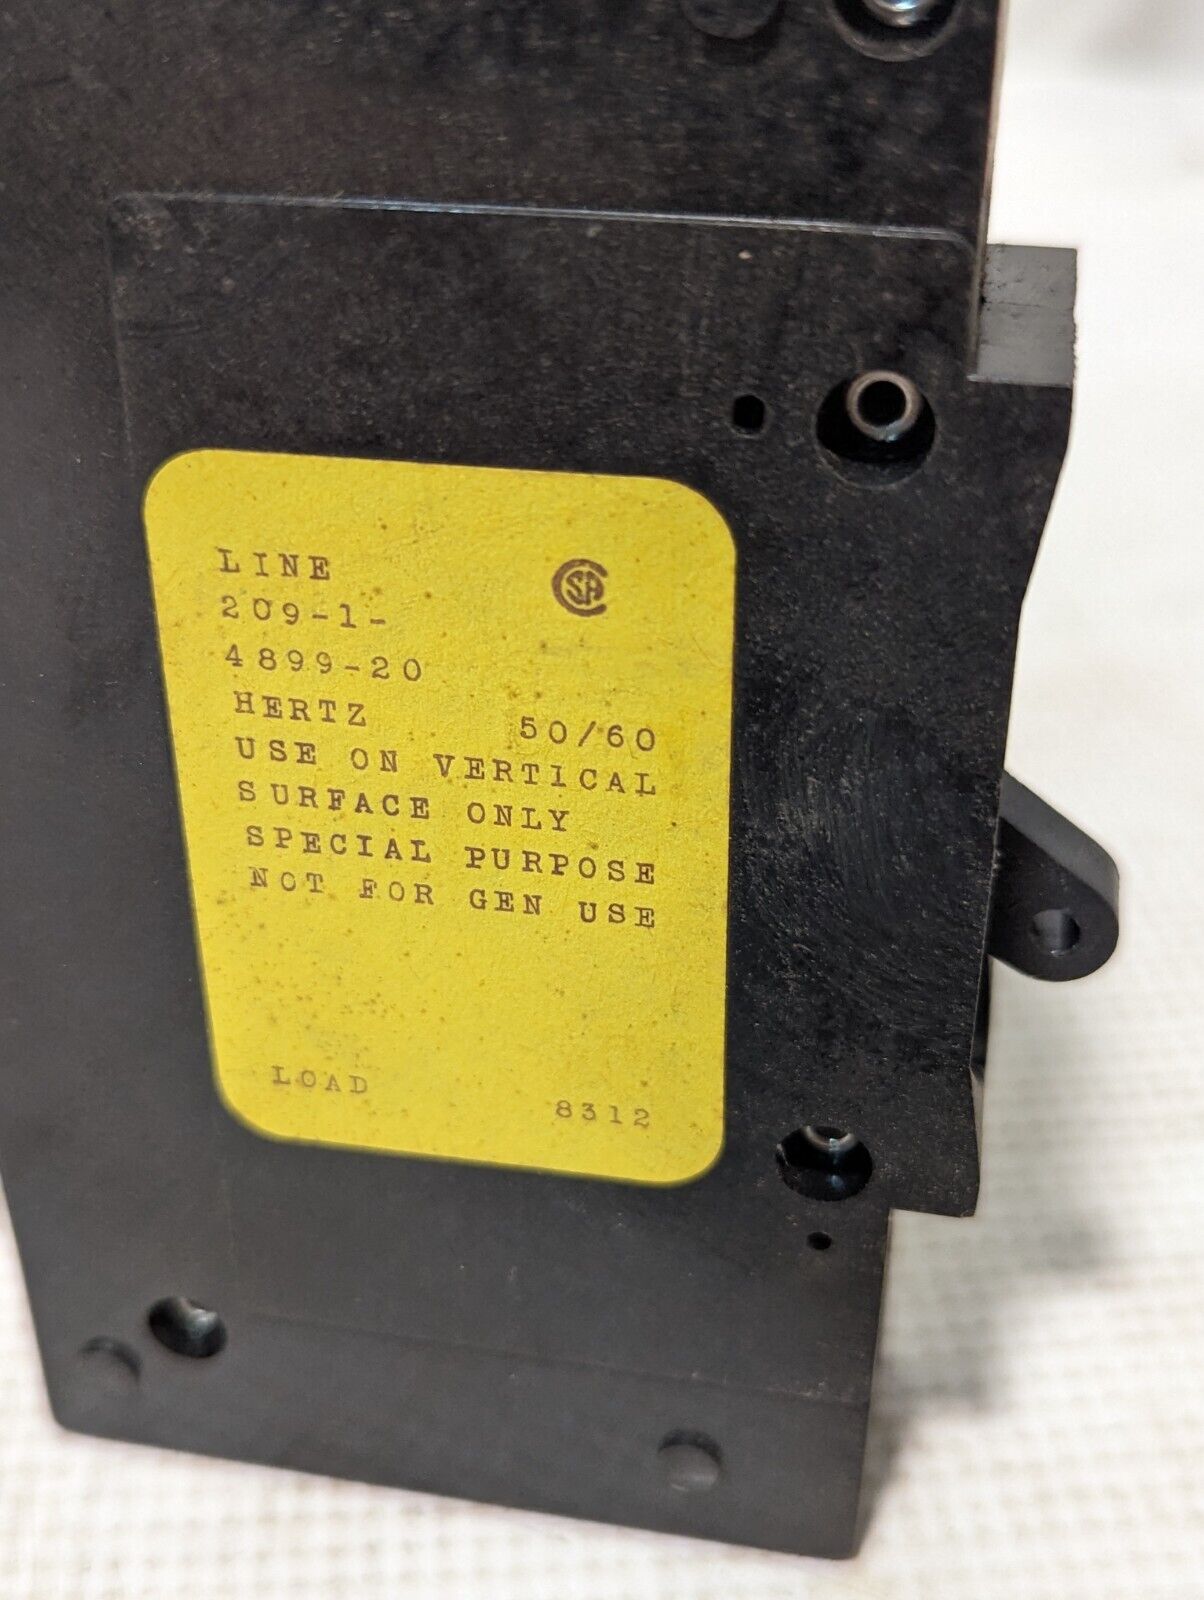 LINE
SA
209-1-
4899-20
HERTZ 50/60
USE ON VERTICAL
SURFACE ONLY
SPECIAL PURPOSE
NOT FOR GEN USE
LOAD 8312